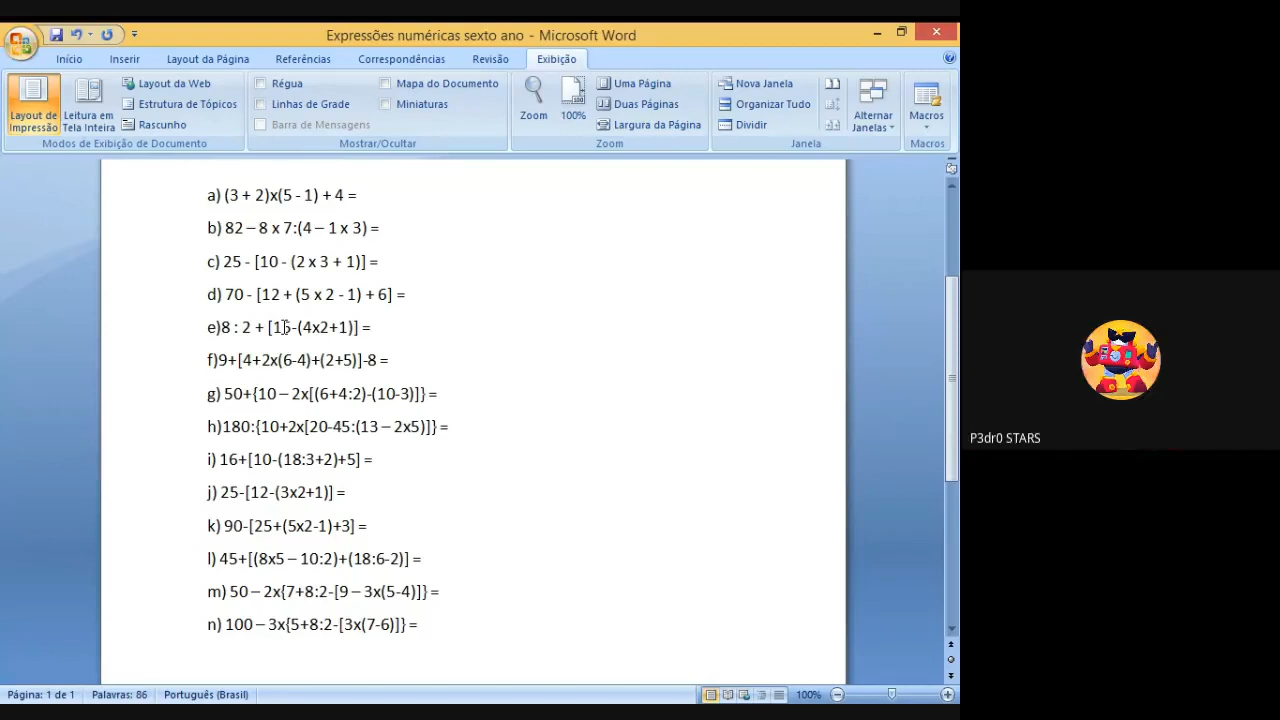 Expressões numéricas sexto ano - Microsoft Word
Início Inserir Layout da Página Referências Correspondências Revisão Exibição
Layout de Impressão
Leitura em Tela Inteira
Layout da Web
Estrutura de Tópicos
Rascunho
Modos de Exibição de Documento
Régua
Linhas de Grade
Barra de Mensagens
Mapa do Documento
Miniaturas
Mostrar/Ocultar
Zoom
100%
Uma Página
Duas Páginas
Largura da Página
Zoom
Nova Janela
Organizar Tudo
Dividir
Alternar Janelas
Janela
Macros
Macros
a) (3 + 2)x(5 - 1) + 4 =
b) 82 – 8 x 7:(4 – 1 x 3) =
c) 25 - [10 - (2 x 3 + 1)] =
d) 70 - [12 + (5 x 2 - 1) + 6] =
e)8 : 2 + [16-(4x2+1)] =
f)9+[4+2x(6-4)+(2+5)]-8 =
g) 50+{10 – 2x[(6+4:2)-(10-3)]} =
h)180:{10+2x[20-45:(13 – 2x5)]} =
i) 16+[10-(18:3+2)+5] =
j) 25-[12-(3x2+1)] =
k) 90-[25+(5x2-1)+3] =
l) 45+[(8x5 – 10:2)+(18:6-2)] =
m) 50 – 2x{7+8:2-[9 – 3x(5-4)]} =
n) 100 – 3x{5+8:2-[3x(7-6)]} =
P3dr0 STARS
Página: 1 de 1 Palavras: 86 Português (Brasil) 100%